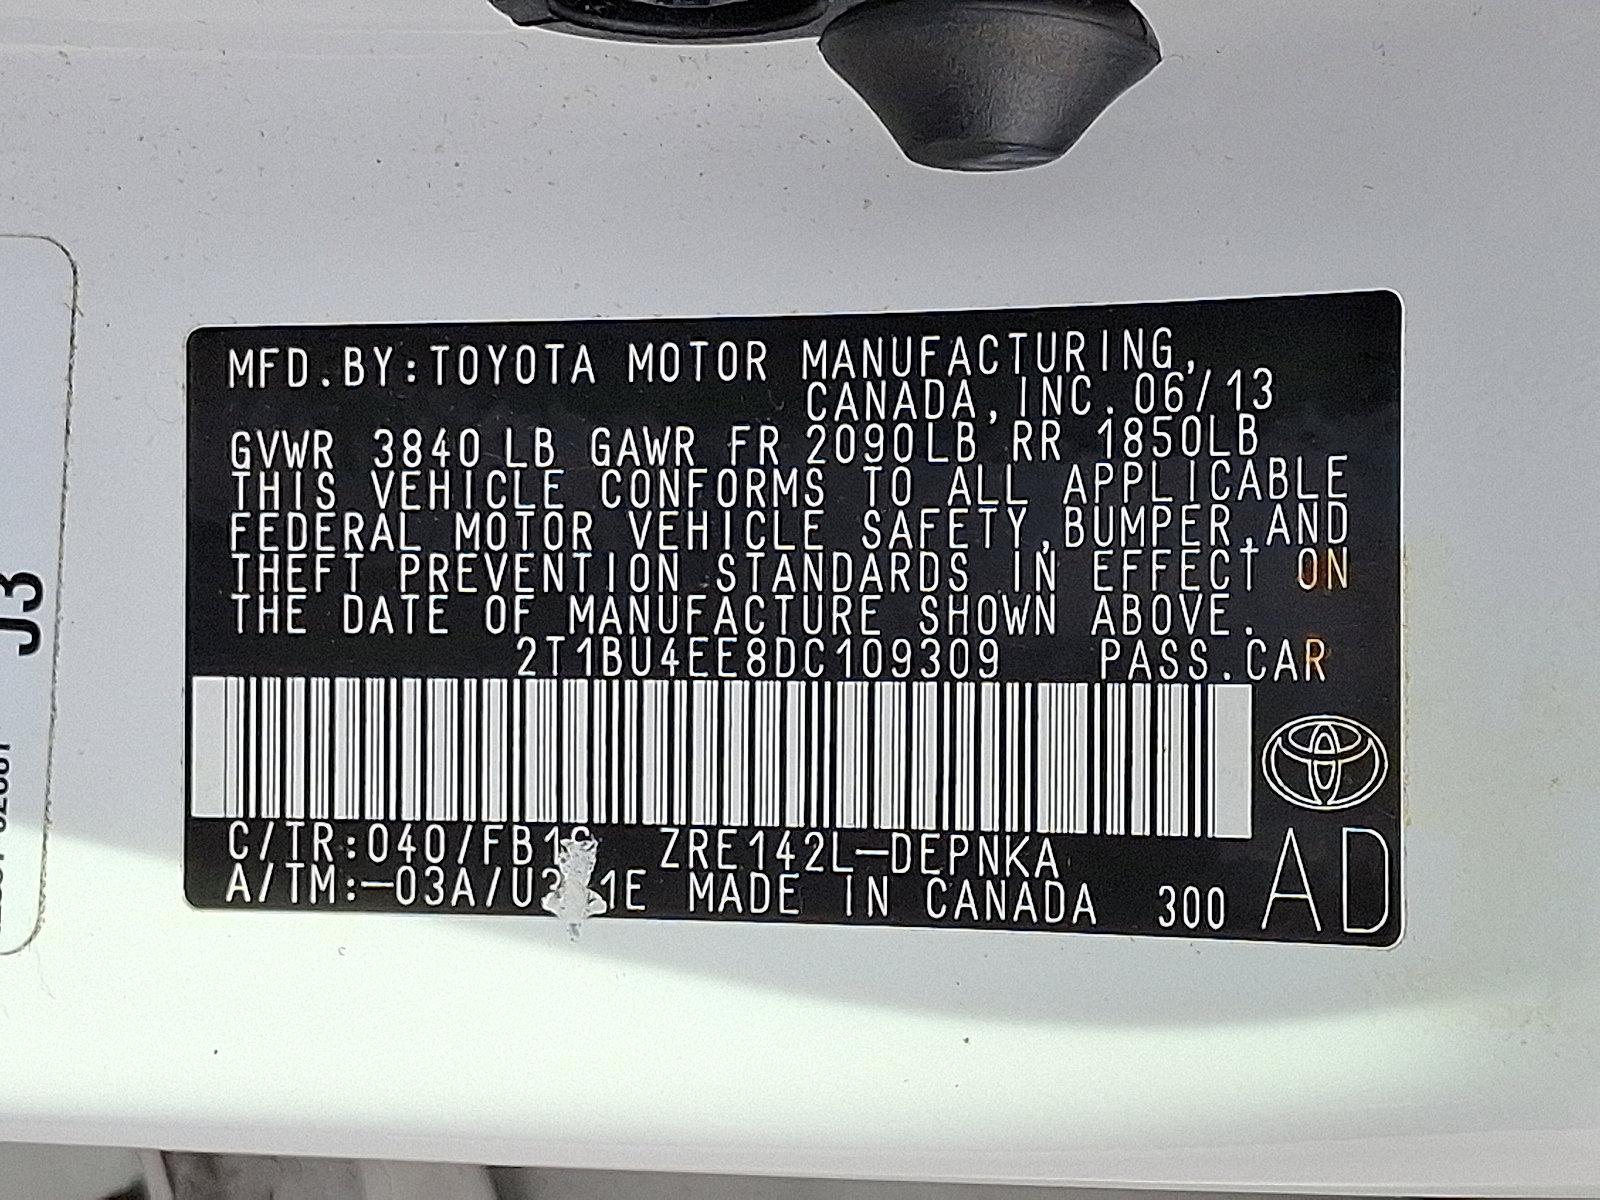 MFD.BY:TOYOTA MOTOR MANUFACTURING,
CANADA,INC.06/13
GVWR 3840 LB GAWR FR 2090LB RR 1850LB
THIS VEHICLE CONFORMS TO ALL APPLICABLE
FEDERAL MOTOR VEHICLE SAFETY,BUMPER,AND
THEFT PREVENTION STANDARDS IN EFFECT ON
THE DATE OF MANUFACTURE SHOWN ABOVE.
2T1BU4EE8DC109309 PASS.CAR
C/TR:040/ ZRE142L-DEPNKA
A/TM:-03A/ MADE IN CANADA 300 AD
J3